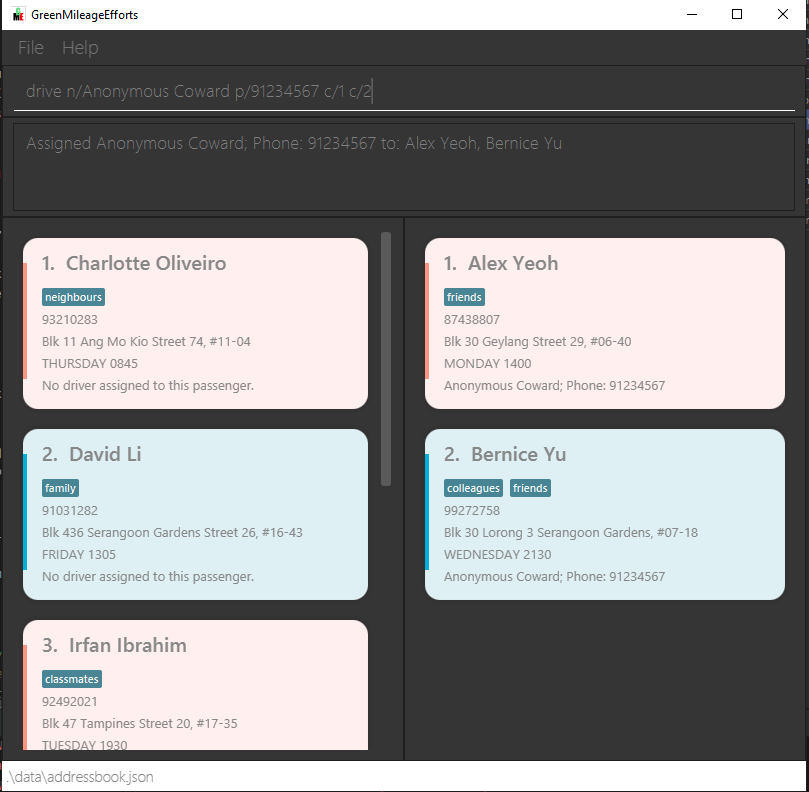 GreenMileageEfforts
File Help
drive n/Anonymous Coward p/91234567 c/1 c/2
Assigned Anonymous Coward; Phone: 91234567 to: Alex Yeoh, Bernice Yu
1. Charlotte Oliveiro
neighbours
93210283
Blk 11 Ang Mo Kio Street 74, #11-04
THURSDAY 0845
No driver assigned to this passenger.
2. David Li
family
91031282
Blk 436 Serangoon Gardens Street 26, #16-43
FRIDAY 1305
No driver assigned to this passenger.
3. Irfan Ibrahim
classmates
92492021
Blk 47 Tampines Street 20, #17-35
TUESDAY 1930
1. Alex Yeoh
friends
87438807
Blk 30 Geylang Street 29, #06-40
MONDAY 1400
Anonymous Coward; Phone: 91234567
2. Bernice Yu
colleagues friends
99272758
Blk 30 Lorong 3 Serangoon Gardens, #07-18
WEDNESDAY 2130
Anonymous Coward; Phone: 91234567
.\data\addressbook.json